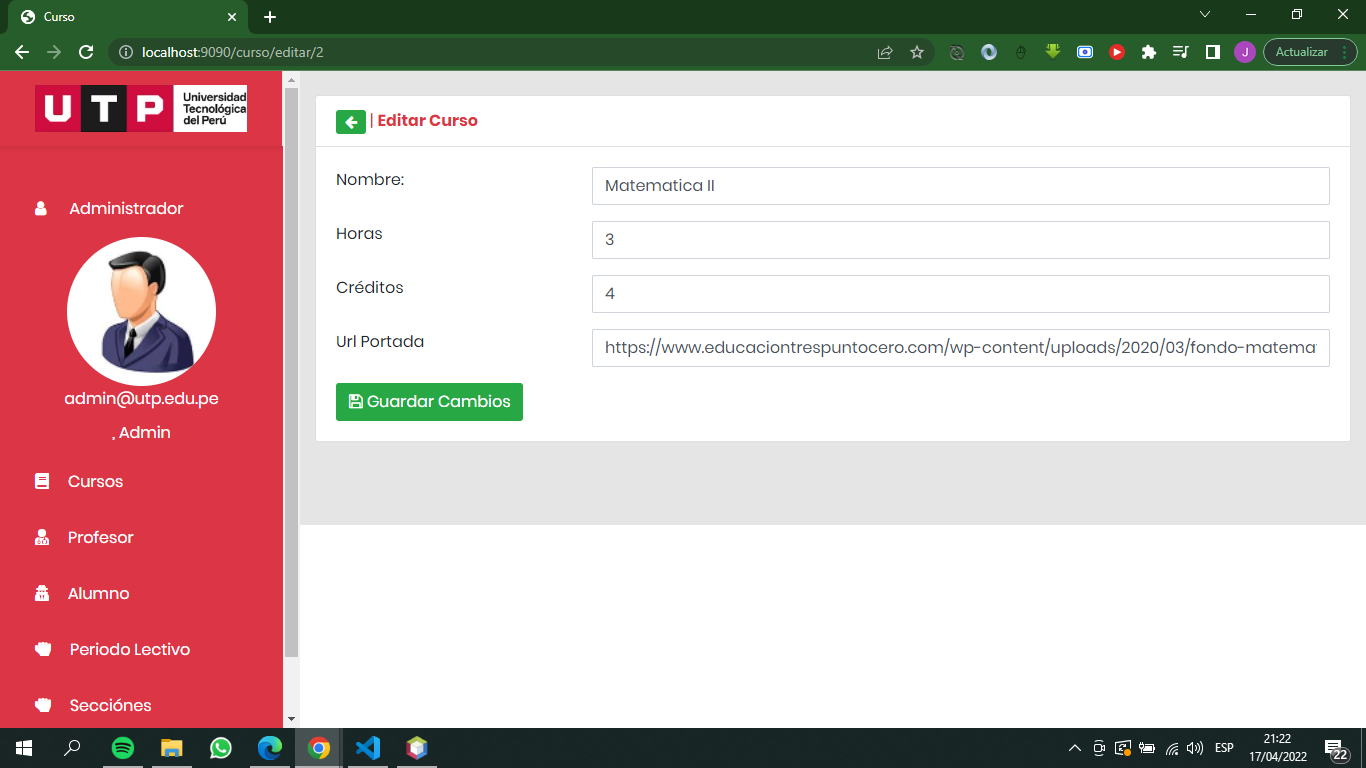 Curso
localhost:9090/curso/editar/2
J
Actualizar
UTP
Universidad
Tecnológica
del Perú
Administrador
admin@utp.edu.pe
, Admin
Cursos
Profesor
Alumno
Periodo Lectivo
Secciónes
| Editar Curso
Nombre:
Matematica II
Horas
3
Créditos
4
Url Portada
https://www.educaciontrespuntocero.com/wp-content/uploads/2020/03/fondo-matema
Guardar Cambios
ESP
21:22
17/04/2022
22